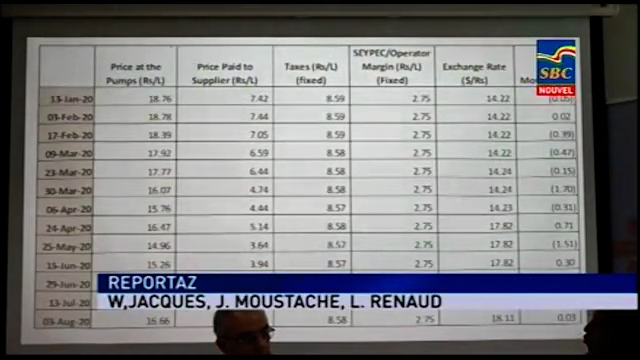 Price at the Pumps (Rs/L) Price Paid to Supplier (Rs/L) Taxes (Rs/L) (fixed) SEYPEC/Operator Margin (Rs/L) (Fixed) Exchange Rate ($/Rs)
13-Jan-20 18.76 7.42 8.59 2.75 14.22 (0.05)
03-Feb-20 18.78 7.44 8.59 2.75 14.22 0.02
17-Feb-20 18.39 7.05 8.59 2.75 14.22 (0.39)
09-Mar-20 17.92 6.59 8.58 2.75 14.22 (0.47)
23-Mar-20 17.77 6.44 8.58 2.75 14.24 (0.15)
30-Mar-20 16.07 4.74 8.58 2.75 14.24 (1.70)
06-Apr-20 15.76 4.44 8.57 2.75 14.23 (0.31)
24-Apr-20 16.47 5.14 8.58 2.75 17.82 0.71
25-May-20 14.96 3.64 8.57 2.75 17.82 (1.51)
15-Jun-20 15.26 3.94 8.57 2.75 17.82 0.30
29-Jun-20
13-Jul-20
03-Aug-20 16.66 8.58 2.75 18.11 0.03
SBC
NOUVEL
REPORTAZ
W,JACQUES, J. MOUSTACHE, L. RENAUD